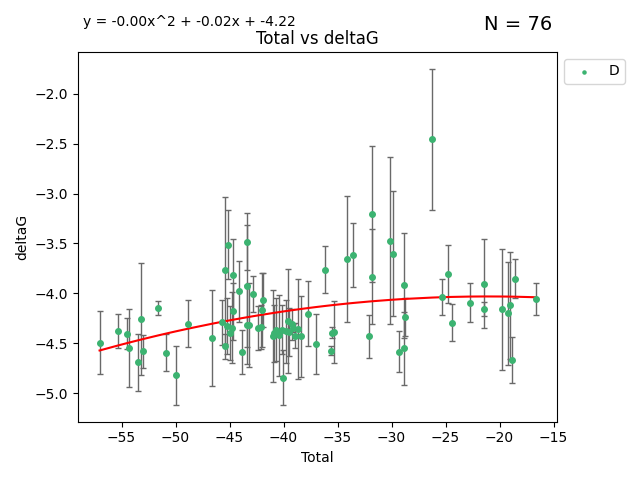 y = -0.00x^2 + -0.02x + -4.22
N = 76
Total vs deltaG
D
−2.0
−2.5
−3.0
−3.5
−4.0
−4.5
−5.0
deltaG
−55 −50 −45 −40 −35 −30 −25 −20 −15
Total